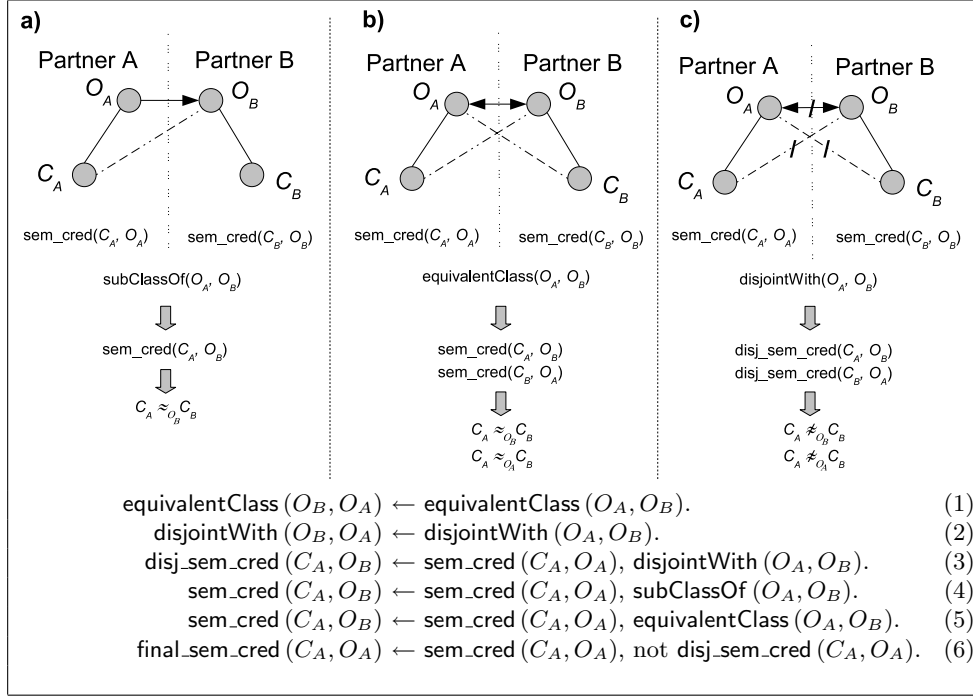 a)
Partner A Partner B
O_A O_B
C_A C_B
sem_cred(C_A, O_A) sem_cred(C_B, O_B)
subClassOf(O_A, O_B)
sem_cred(C_A, O_B)
C_A ≈_{O_B} C_B
b)
Partner A Partner B
O_A O_B
C_A C_B
sem_cred(C_A, O_A) sem_cred(C_B, O_B)
equivalentClass(O_A, O_B)
sem_cred(C_A, O_B)
sem_cred(C_B, O_A)
C_A ≈_{O_B} C_B
C_A ≈_{O_A} C_B
c)
Partner A Partner B
O_A O_B
C_A C_B
sem_cred(C_A, O_A) sem_cred(C_B, O_B)
disjointWith(O_A, O_B)
disj_sem_cred(C_A, O_B)
disj_sem_cred(C_B, O_A)
C_A ≉_{O_B} C_B
C_A ≉_{O_A} C_B
equivalentClass (O_B, O_A) ← equivalentClass (O_A, O_B). (1)
disjointWith (O_B, O_A) ← disjointWith (O_A, O_B). (2)
disj_sem_cred (C_A, O_B) ← sem_cred (C_A, O_A), disjointWith (O_A, O_B). (3)
sem_cred (C_A, O_B) ← sem_cred (C_A, O_A), subClassOf (O_A, O_B). (4)
sem_cred (C_A, O_B) ← sem_cred (C_A, O_A), equivalentClass (O_A, O_B). (5)
final_sem_cred (C_A, O_A) ← sem_cred (C_A, O_A), not disj_sem_cred (C_A, O_A). (6)